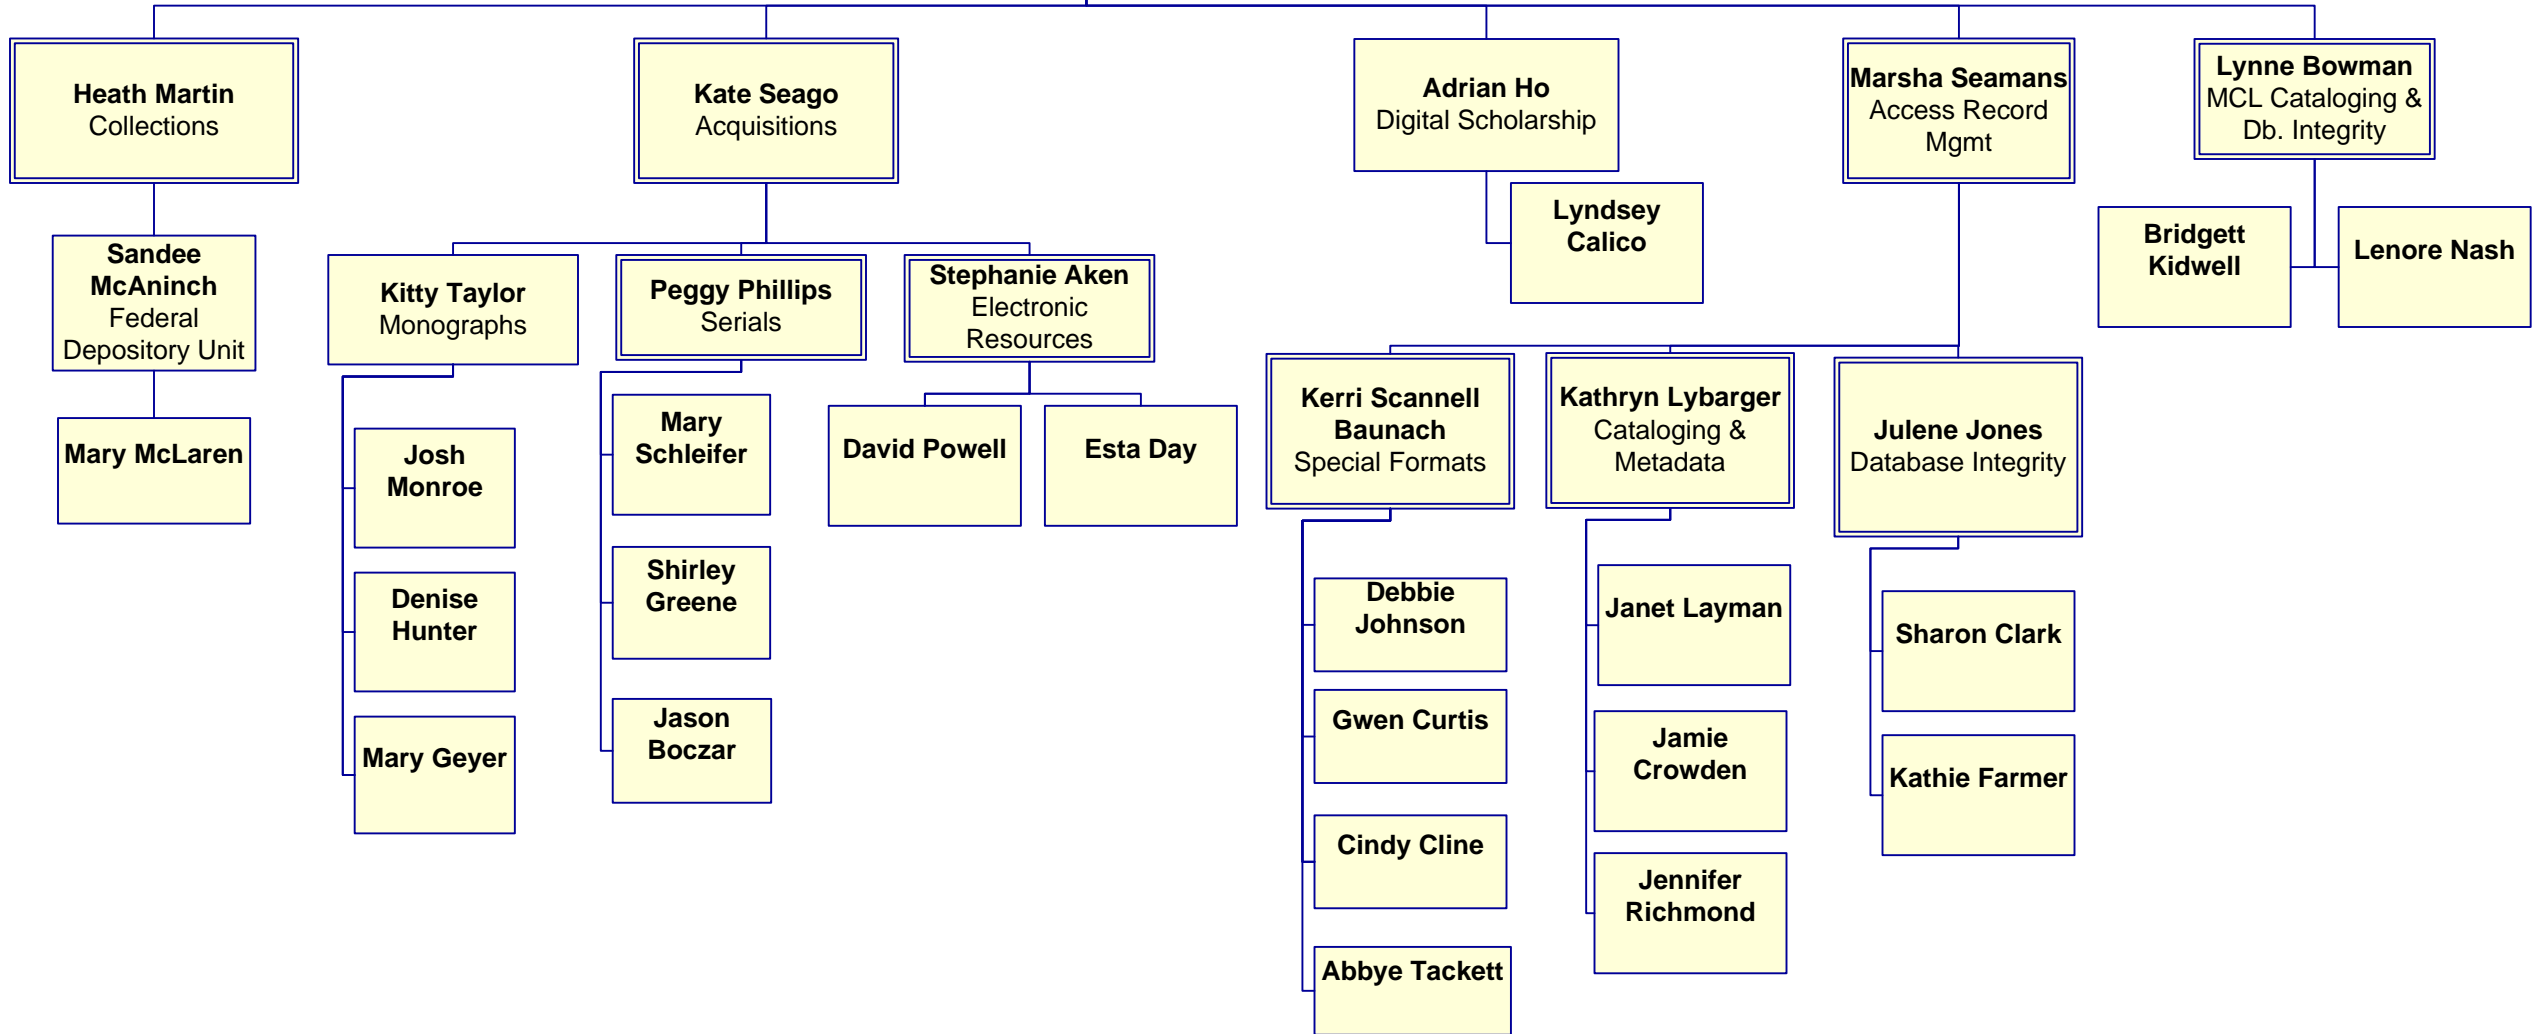 Heath Martin
Collections
Kate Seago
Acquisitions
Adrian Ho
Digital Scholarship
Marsha Seamans
Access Record
Mgmt
Lynne Bowman
MCL Cataloging &
Db. Integrity
Sandee
McAninch
Federal
Depository Unit
Mary McLaren
Kitty Taylor
Monographs
Josh
Monroe
Denise
Hunter
Mary Geyer
Peggy Phillips
Serials
Mary
Schleifer
Shirley
Greene
Jason
Boczar
Stephanie Aken
Electronic
Resources
David Powell
Esta Day
Lyndsey
Calico
Kerri Scannell
Baunach
Special Formats
Debbie
Johnson
Gwen Curtis
Cindy Cline
Abbye Tackett
Kathryn Lybarger
Cataloging &
Metadata
Janet Layman
Jamie
Crowden
Jennifer
Richmond
Julene Jones
Database Integrity
Sharon Clark
Kathie Farmer
Bridgett
Kidwell
Lenore Nash